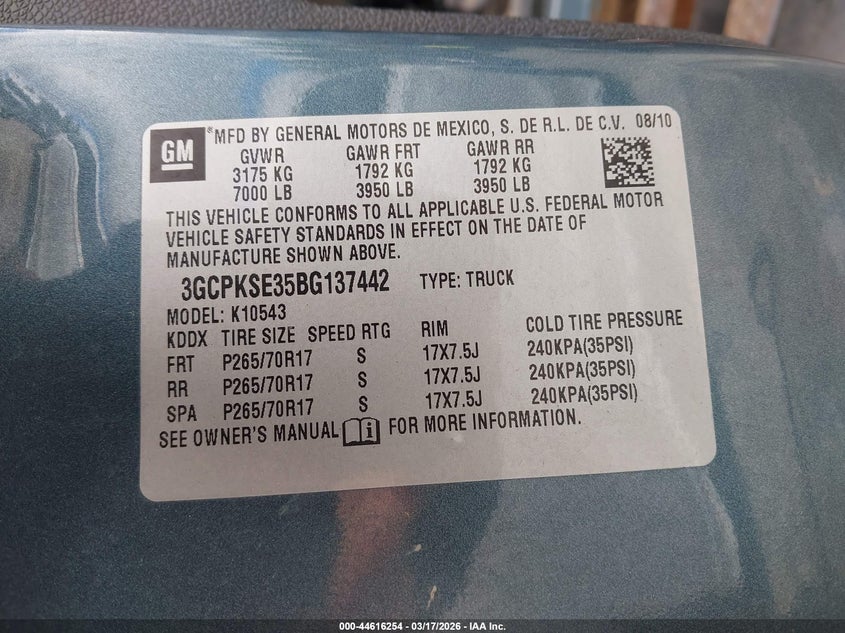 GM
*MFD BY GENERAL MOTORS DE MEXICO, S. DE R.L. DE C.V. 08/10
GVWR GAWR FRT GAWR RR
3175 KG 1792 KG 1792 KG
7000 LB 3950 LB 3950 LB
THIS VEHICLE CONFORMS TO ALL APPLICABLE U.S. FEDERAL MOTOR
VEHICLE SAFETY STANDARDS IN EFFECT ON THE DATE OF
MANUFACTURE SHOWN ABOVE.
3GCPKSE35BG137442 TYPE: TRUCK
MODEL: K10543
KDDX TIRE SIZE SPEED RTG RIM COLD TIRE PRESSURE
FRT P265/70R17 S 17X7.5J 240KPA(35PSI)
RR P265/70R17 S 17X7.5J 240KPA(35PSI)
SPA P265/70R17 S 17X7.5J 240KPA(35PSI)
SEE OWNER'S MANUAL i FOR MORE INFORMATION.
000-44616254 - 03/17/2026 - IAA Inc.